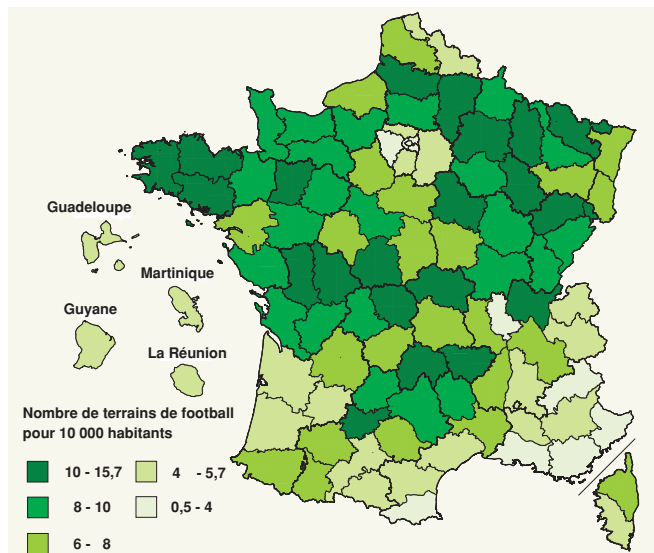 Guadeloupe
Martinique
Guyane
La Réunion
Nombre de terrains de football
pour 10 000 habitants
10 - 15,7
4 - 5,7
8 - 10
0,5 - 4
6 - 8